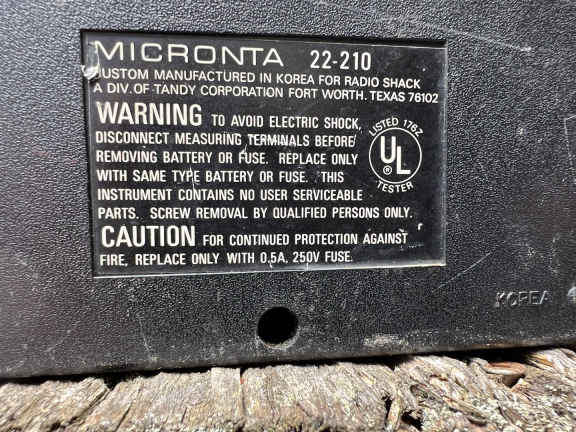 MICRONTA 22-210
CUSTOM MANUFACTURED IN KOREA FOR RADIO SHACK
A DIV. OF TANDY CORPORATION FORT WORTH, TEXAS 76102
WARNING TO AVOID ELECTRIC SHOCK,
DISCONNECT MEASURING TERMINALS BEFORE
REMOVING BATTERY OR FUSE. REPLACE ONLY
WITH SAME TYPE BATTERY OR FUSE. THIS
INSTRUMENT CONTAINS NO USER SERVICEABLE
PARTS. SCREW REMOVAL BY QUALIFIED PERSONS ONLY.
CAUTION FOR CONTINUED PROTECTION AGAINST
FIRE, REPLACE ONLY WITH 0.5A, 250V FUSE.
LISTED 176Z
UL
®
TESTER
KOREA